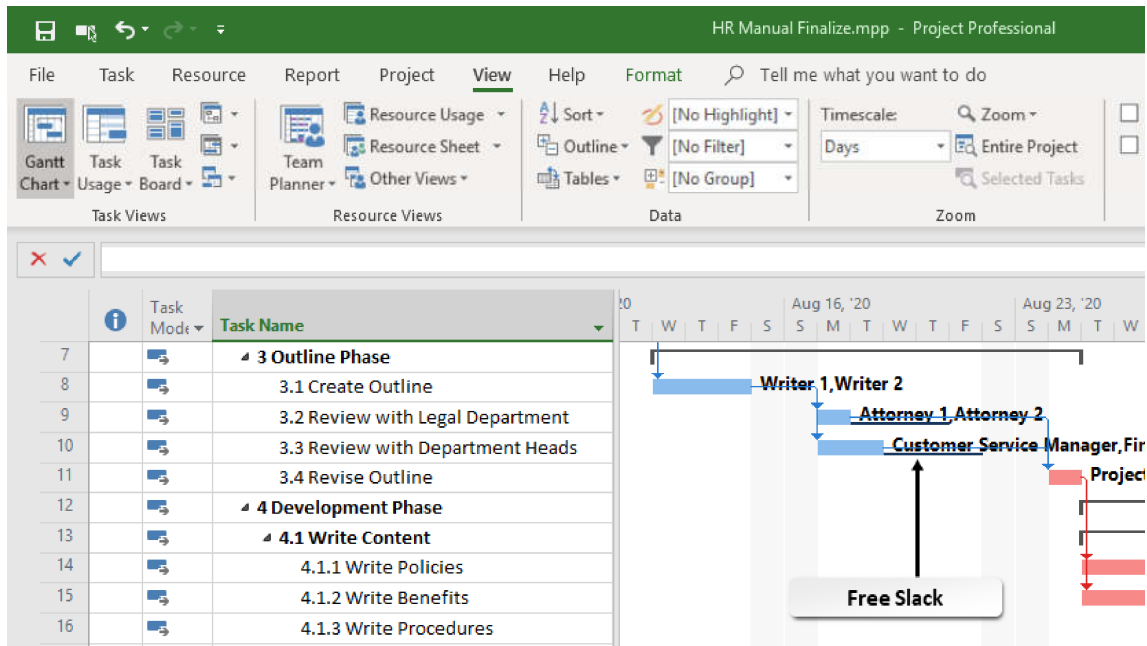 HR Manual Finalize.mpp - Project Professional
File Task Resource Report Project View Help Format Tell me what you want to do
Gantt Chart
Task Usage
Task Board
Task Views
Team Planner
Resource Usage
Resource Sheet
Other Views
Resource Views
Sort
Outline
Tables
[No Highlight]
[No Filter]
[No Group]
Data
Timescale:
Days
Zoom
Entire Project
Selected Tasks
Zoom
Task Mode Task Name
Aug 16, '20 Aug 23, '20
T W T F S S M T W T F S S M T W
7 3 Outline Phase
8 3.1 Create Outline Writer 1,Writer 2
9 3.2 Review with Legal Department Attorney 1,Attorney 2
10 3.3 Review with Department Heads Customer Service Manager,Fin
11 3.4 Revise Outline Project
12 4 Development Phase
13 4.1 Write Content
14 4.1.1 Write Policies
15 4.1.2 Write Benefits
16 4.1.3 Write Procedures
Free Slack